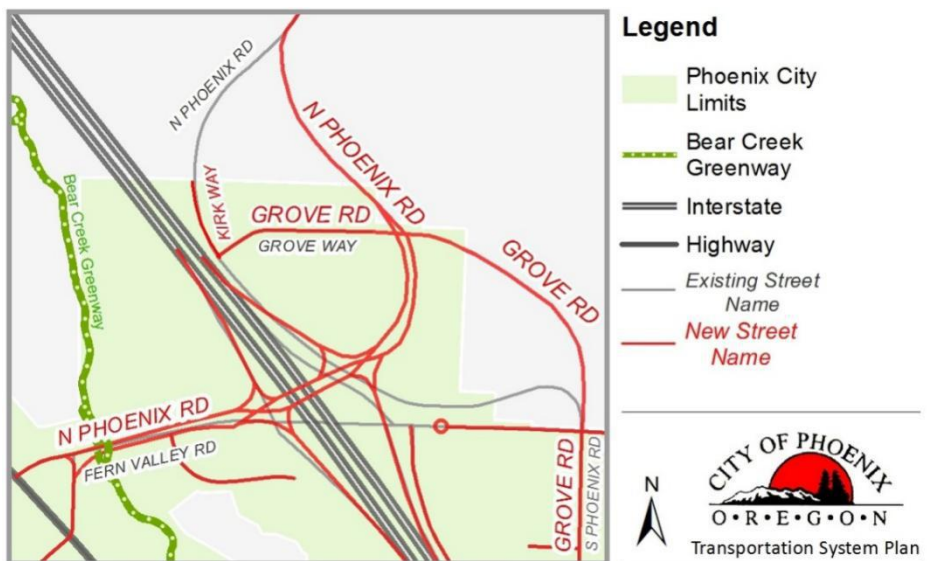 N PHOENIX RD
N PHOENIX RD
KIRK WAY
GROVE RD
GROVE WAY
GROVE RD
Bear Creek Greenway
N PHOENIX RD
FERN VALLEY RD
GROVE RD
S PHOENIX RD
Legend
Phoenix City
Limits
Bear Creek
Greenway
Interstate
Highway
Existing Street
Name
New Street
Name
N
CITY OF PHOENIX
O•R•E•G•O•N
Transportation System Plan